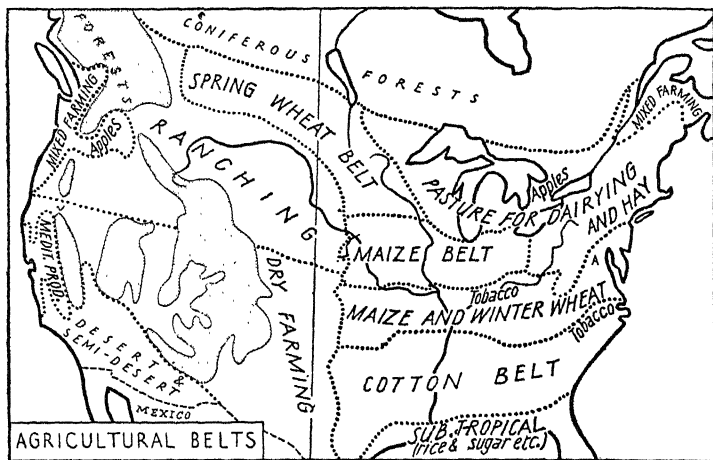 CONIFEROUS
FORESTS
FORESTS
SPRING WHEAT
BELT
MIXED FARMING
MIXED FARMING
Apples
RANCHING
Apples
PASTURE FOR DAIRYING
AND HAY
MEDIT. PROD.
MAIZE BELT
A
DRY FARMING
Tobacco
MAIZE AND WINTER WHEAT
Tobacco
DESERT &
SEMI-DESERT
COTTON BELT
MEXICO
SUB.TROPICAL
(rice & sugar etc.)
AGRICULTURAL BELTS